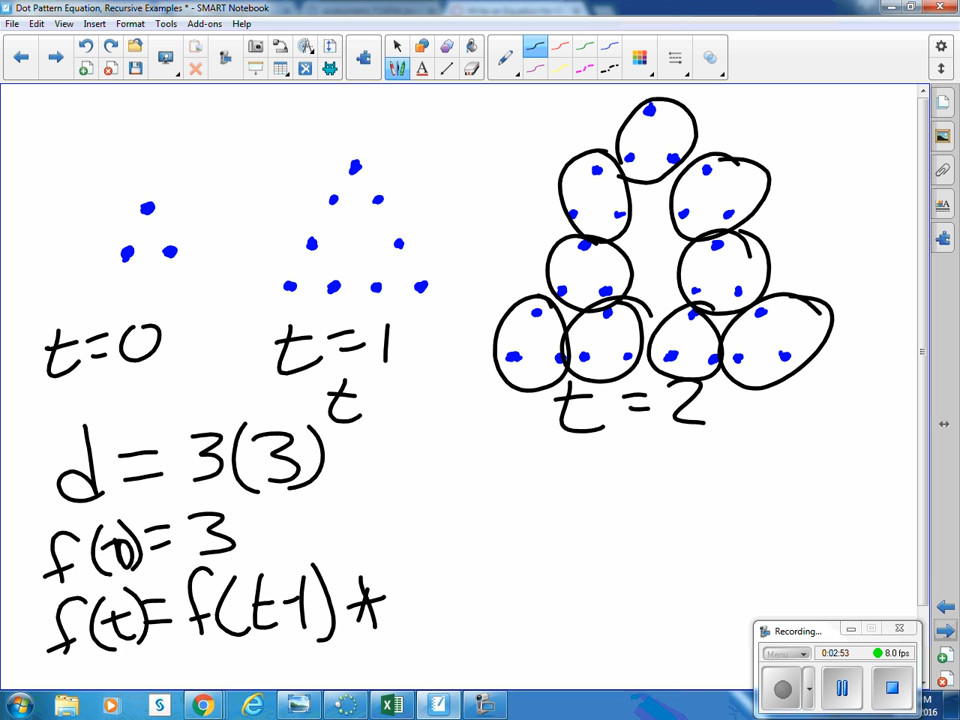 Dot Pattern Equation, Recursive Examples * - SMART Notebook
File Edit View Insert Format Tools Add-ons Help
t=0
t=1
t = 2
d = 3(3)^t
f(0)= 3
f(t)= f(t-1) *
Recording...
Menu
0:02:53
8.0 fps